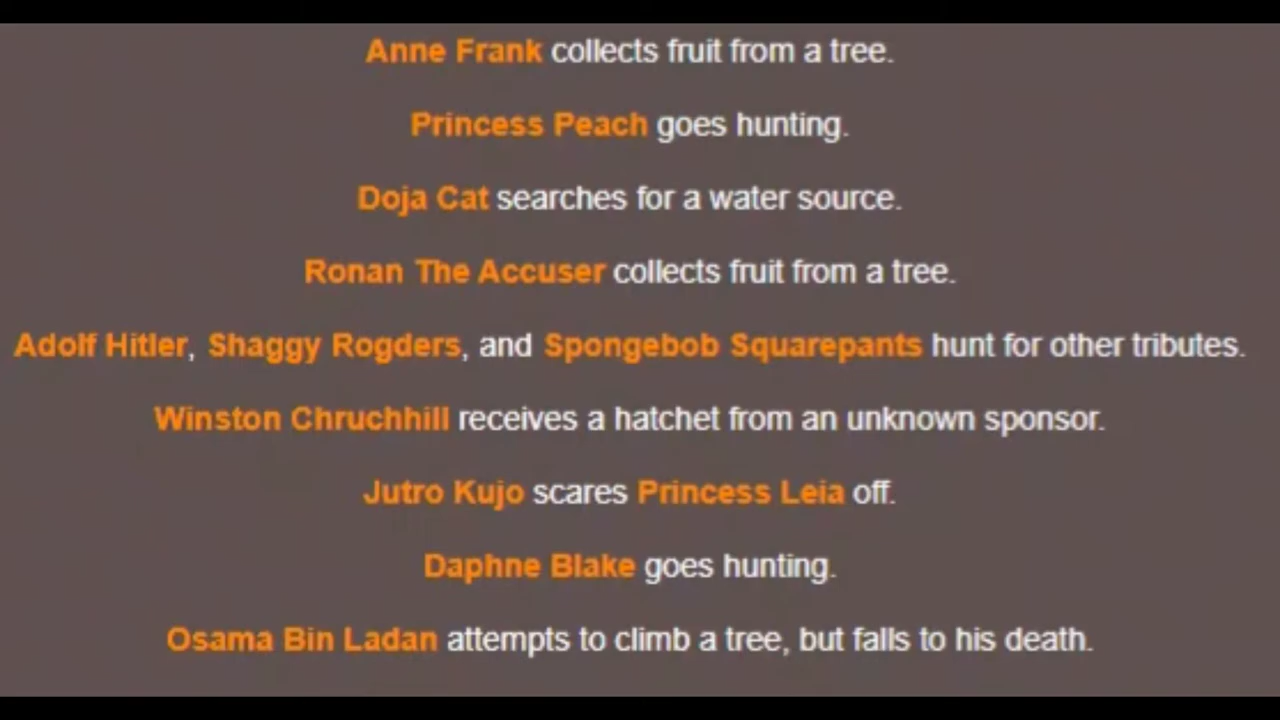 Anne Frank collects fruit from a tree.
Princess Peach goes hunting.
Doja Cat searches for a water source.
Ronan The Accuser collects fruit from a tree.
Adolf Hitler, Shaggy Rogders, and Spongebob Squarepants hunt for other tributes.
Winston Chruchhill receives a hatchet from an unknown sponsor.
Jutro Kujo scares Princess Leia off.
Daphne Blake goes hunting.
Osama Bin Ladan attempts to climb a tree, but falls to his death.